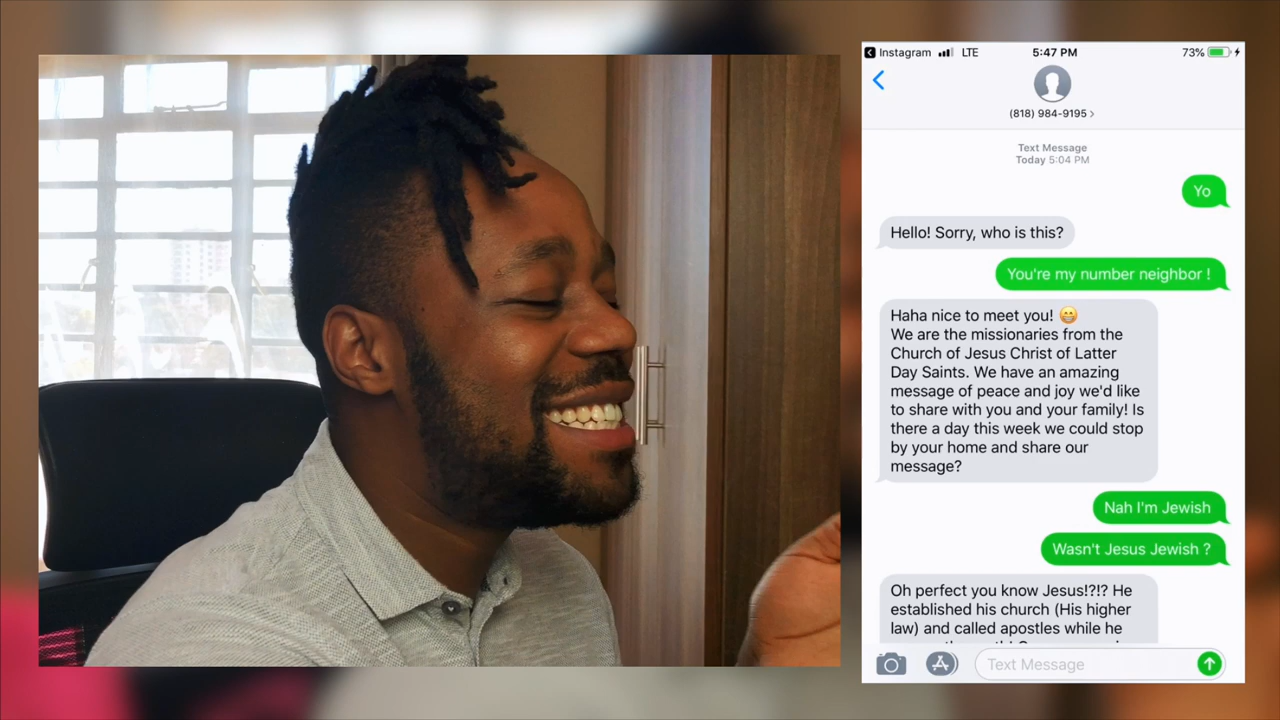 Instagram LTE 5:47 PM 73%
(818) 984-9195
Text Message
Today 5:04 PM
Yo
Hello! Sorry, who is this?
You're my number neighbor !
Haha nice to meet you! 😁
We are the missionaries from the
Church of Jesus Christ of Latter
Day Saints. We have an amazing
message of peace and joy we'd like
to share with you and your family! Is
there a day this week we could stop
by your home and share our
message?
Nah I'm Jewish
Wasn't Jesus Jewish ?
Oh perfect you know Jesus!?!? He
established his church (His higher
law) and called apostles while he
Text Message